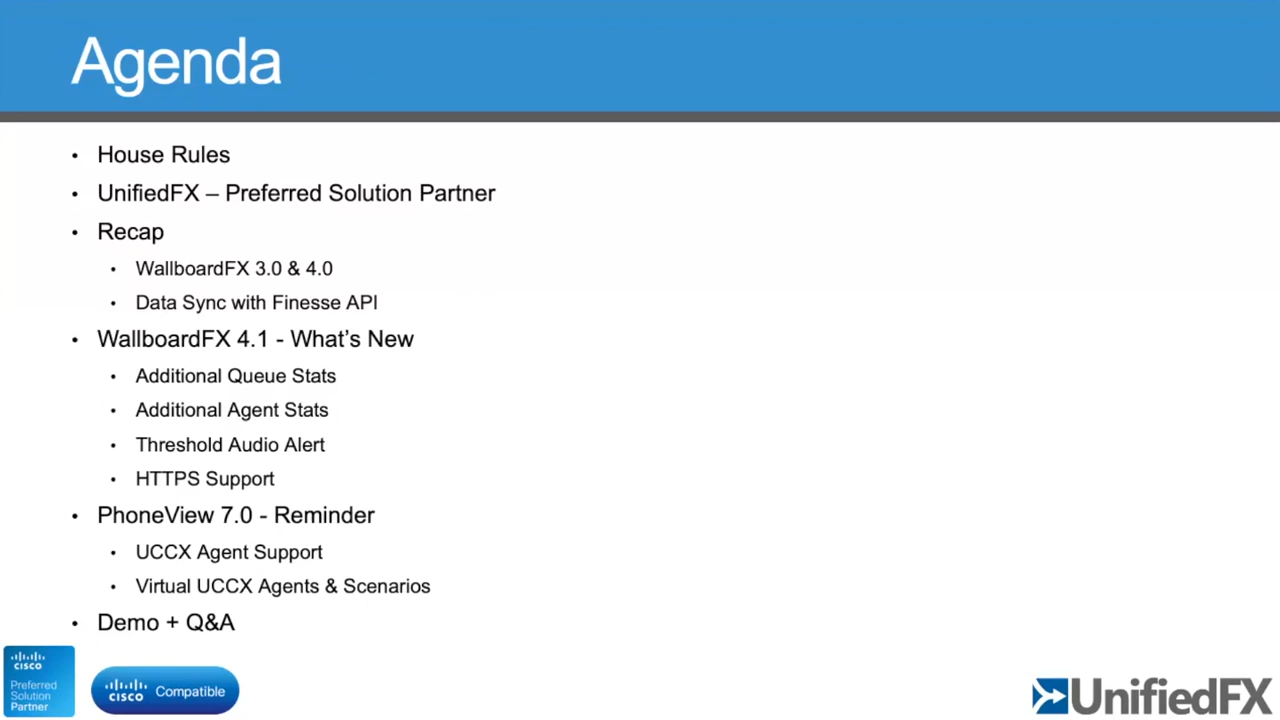 Agenda
• House Rules
• UnifiedFX – Preferred Solution Partner
• Recap
• WallboardFX 3.0 & 4.0
• Data Sync with Finesse API
• WallboardFX 4.1 - What’s New
• Additional Queue Stats
• Additional Agent Stats
• Threshold Audio Alert
• HTTPS Support
• PhoneView 7.0 - Reminder
• UCCX Agent Support
• Virtual UCCX Agents & Scenarios
• Demo + Q&A
CISCO
Preferred
Solution
Partner
CISCO Compatible
UnifiedFX